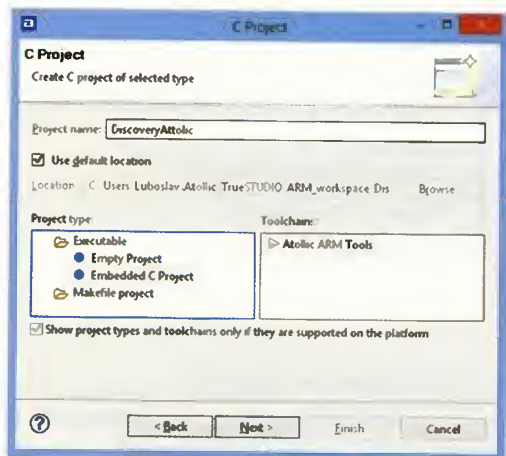 C Project
C Project
Create C project of selected type
Project name: DiscoveryAttolic
Use default location
Location C Users Luboslav Atollic TrueSTUDIO ARM_workspace Drs Browse
Project type: Toolchains:
Executable
Empty Project
Embedded C Project
Makefile project
Atollic ARM Tools
Show project types and toolchains only if they are supported on the platform
? < Back Next > Finish Cancel